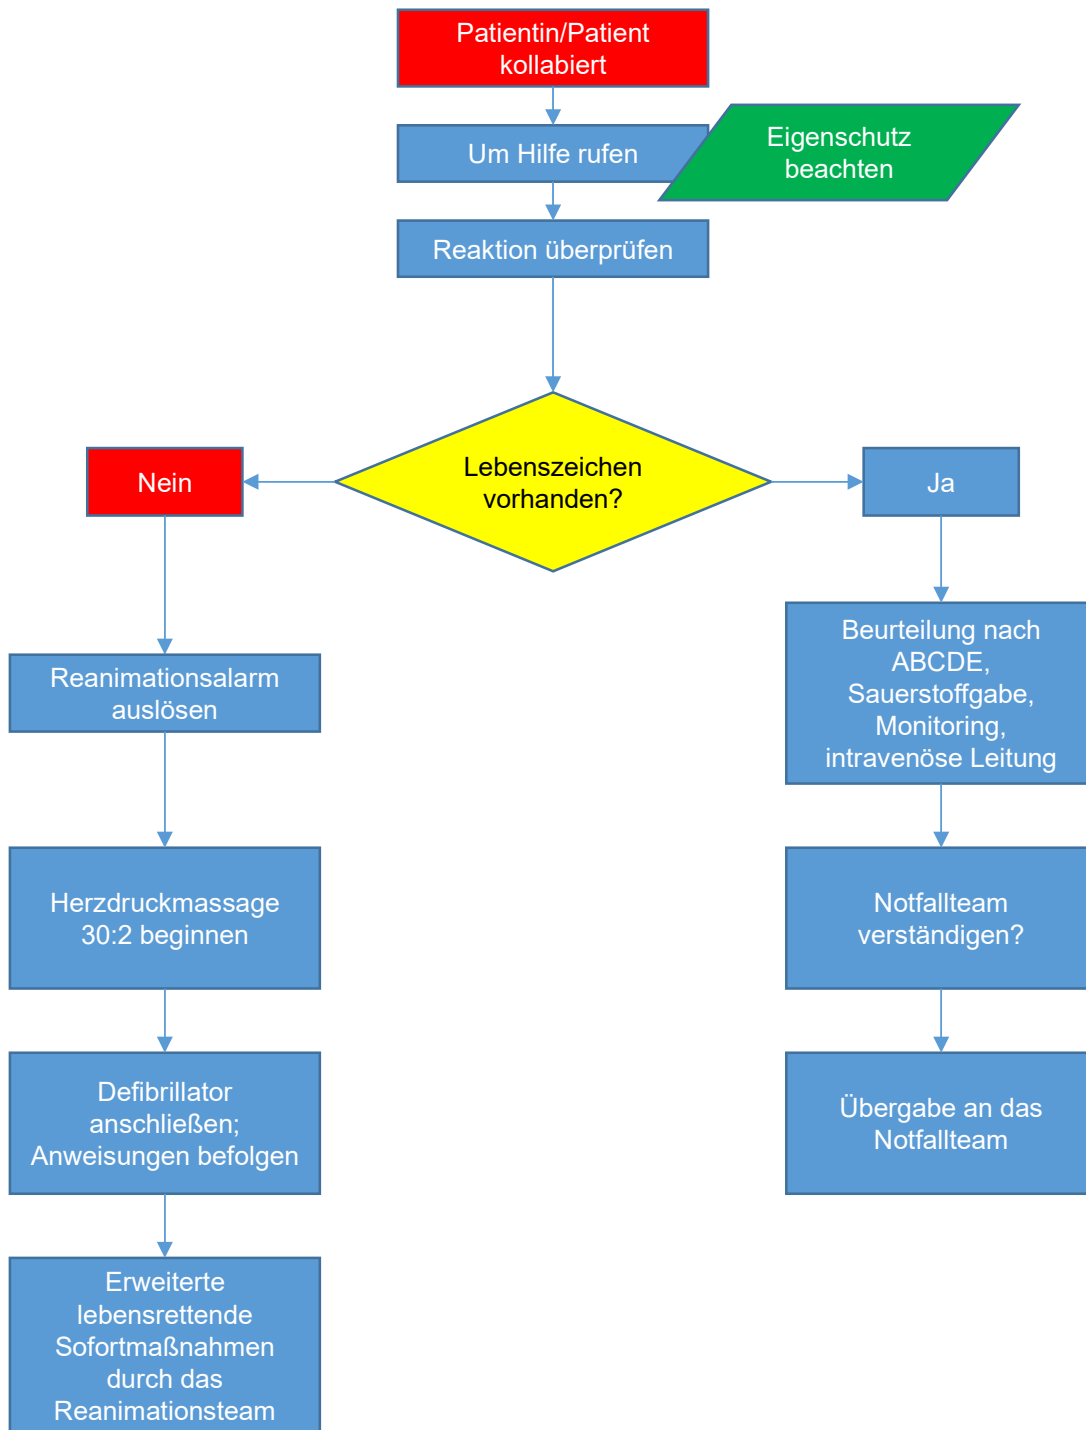 Patientin/Patient
kollabiert
Um Hilfe rufen
Eigenschutz
beachten
Reaktion überprüfen
Lebenszeichen
vorhanden?
Nein
Ja
Beurteilung nach
ABCDE,
Sauerstoffgabe,
Monitoring,
intravenöse Leitung
Reanimationsalarm
auslösen
Herzdruckmassage
30:2 beginnen
Notfallteam
verständigen?
Defibrillator
anschließen;
Anweisungen befolgen
Übergabe an das
Notfallteam
Erweiterte
lebensrettende
Sofortmaßnahmen
durch das
Reanimationsteam